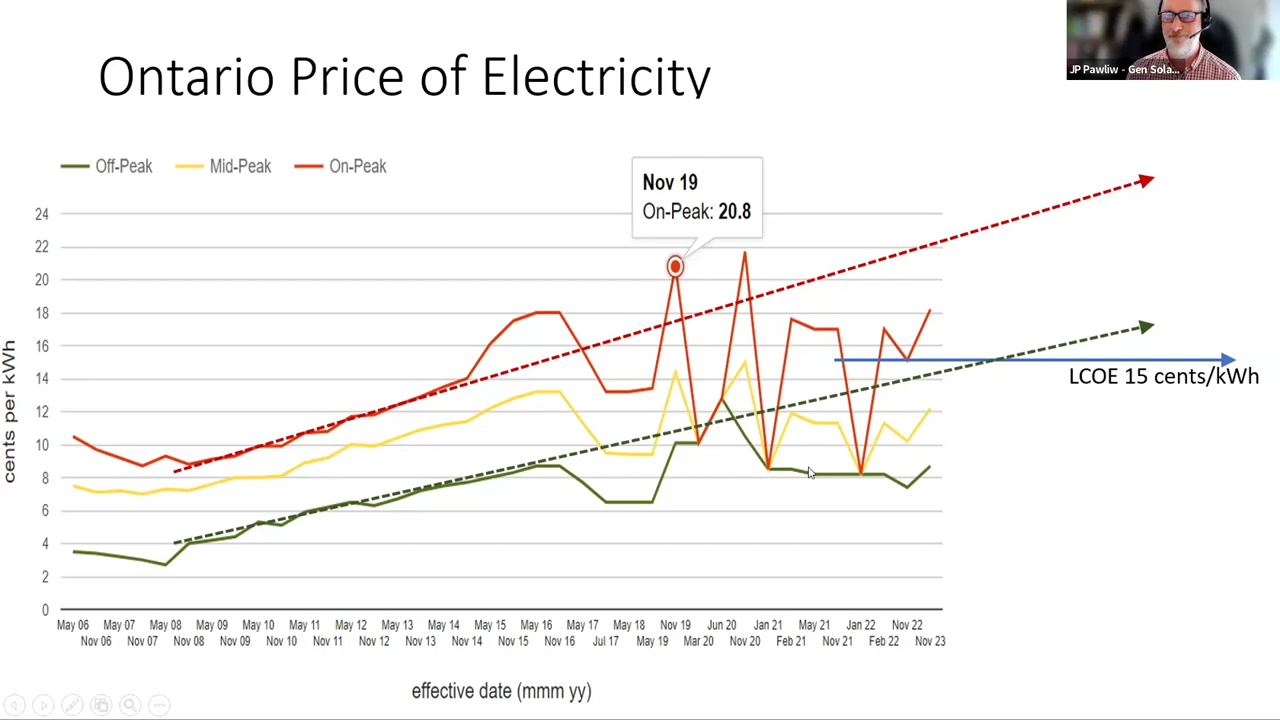 Ontario Price of Electricity
JP Pawliw - Gen Sola...
Off-Peak Mid-Peak On-Peak
Nov 19
On-Peak: 20.8
24
22
20
18
16
14
12
10
8
6
4
2
0
cents per kWh
LCOE 15 cents/kWh
May 06 May 07 May 08 May 09 May 10 May 11 May 12 May 13 May 14 May 15 May 16 May 17 May 18 Nov 19 Jun 20 Jan 21 May 21 Jan 22 Nov 22
Nov 06 Nov 07 Nov 08 Nov 09 Nov 10 Nov 11 Nov 12 Nov 13 Nov 14 Nov 15 Nov 16 Jul 17 May 19 Mar 20 Nov 20 Feb 21 Nov 21 Feb 22 Nov 23
effective date (mmm yy)